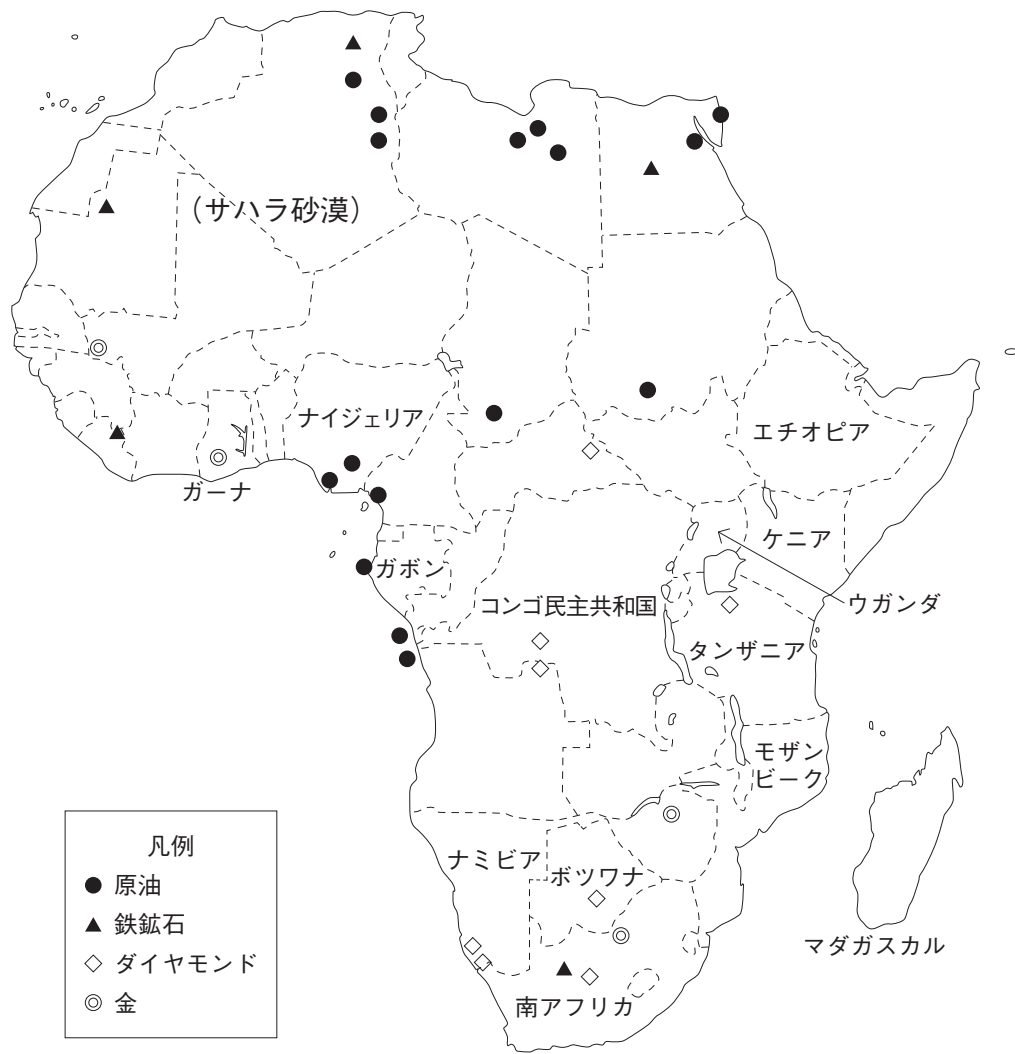 (サハラ砂漠)
ナイジェリア
エチオピア
ガーナ
ケニア
ガボン
コンゴ民主共和国
ウガンダ
タンザニア
モザン
ビーク
ナミビア
ボツワナ
マダガスカル
南アフリカ
凡例
原油
鉄鉱石
ダイヤモンド
金